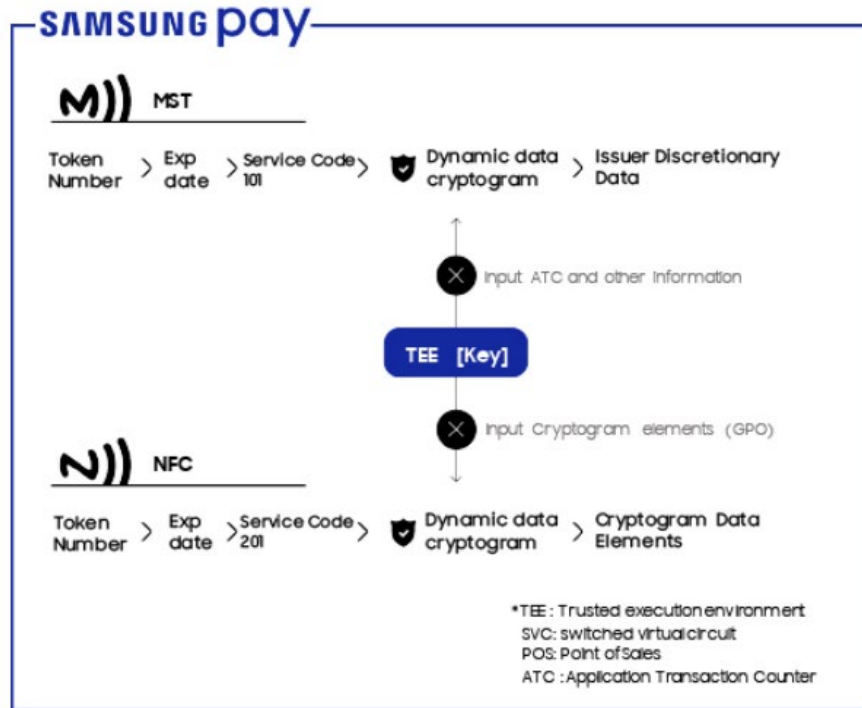 SAMSUNG pay
M)) MST
Token Number > Exp date > Service Code 101 > Dynamic data cryptogram > Issuer Discretionary Data
Input ATC and other Information
TEE [Key]
Input Cryptogram elements (GPO)
N)) NFC
Token Number > Exp date > Service Code 201 > Dynamic data cryptogram > Cryptogram Data Elements
*TEE : Trusted execution environment
SVC: switched virtual circuit
POS: Point of Sales
ATC : Application Transaction Counter